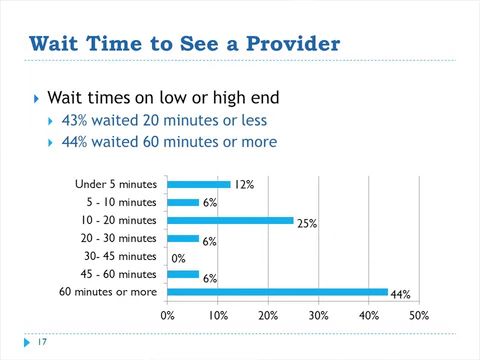 Wait Time to See a Provider
Wait times on low or high end
43% waited 20 minutes or less
44% waited 60 minutes or more
Under 5 minutes 12%
5 - 10 minutes 6%
10 - 20 minutes 25%
20 - 30 minutes 6%
30- 45 minutes 0%
45 - 60 minutes 6%
60 minutes or more 44%
0% 10% 20% 30% 40% 50%
17